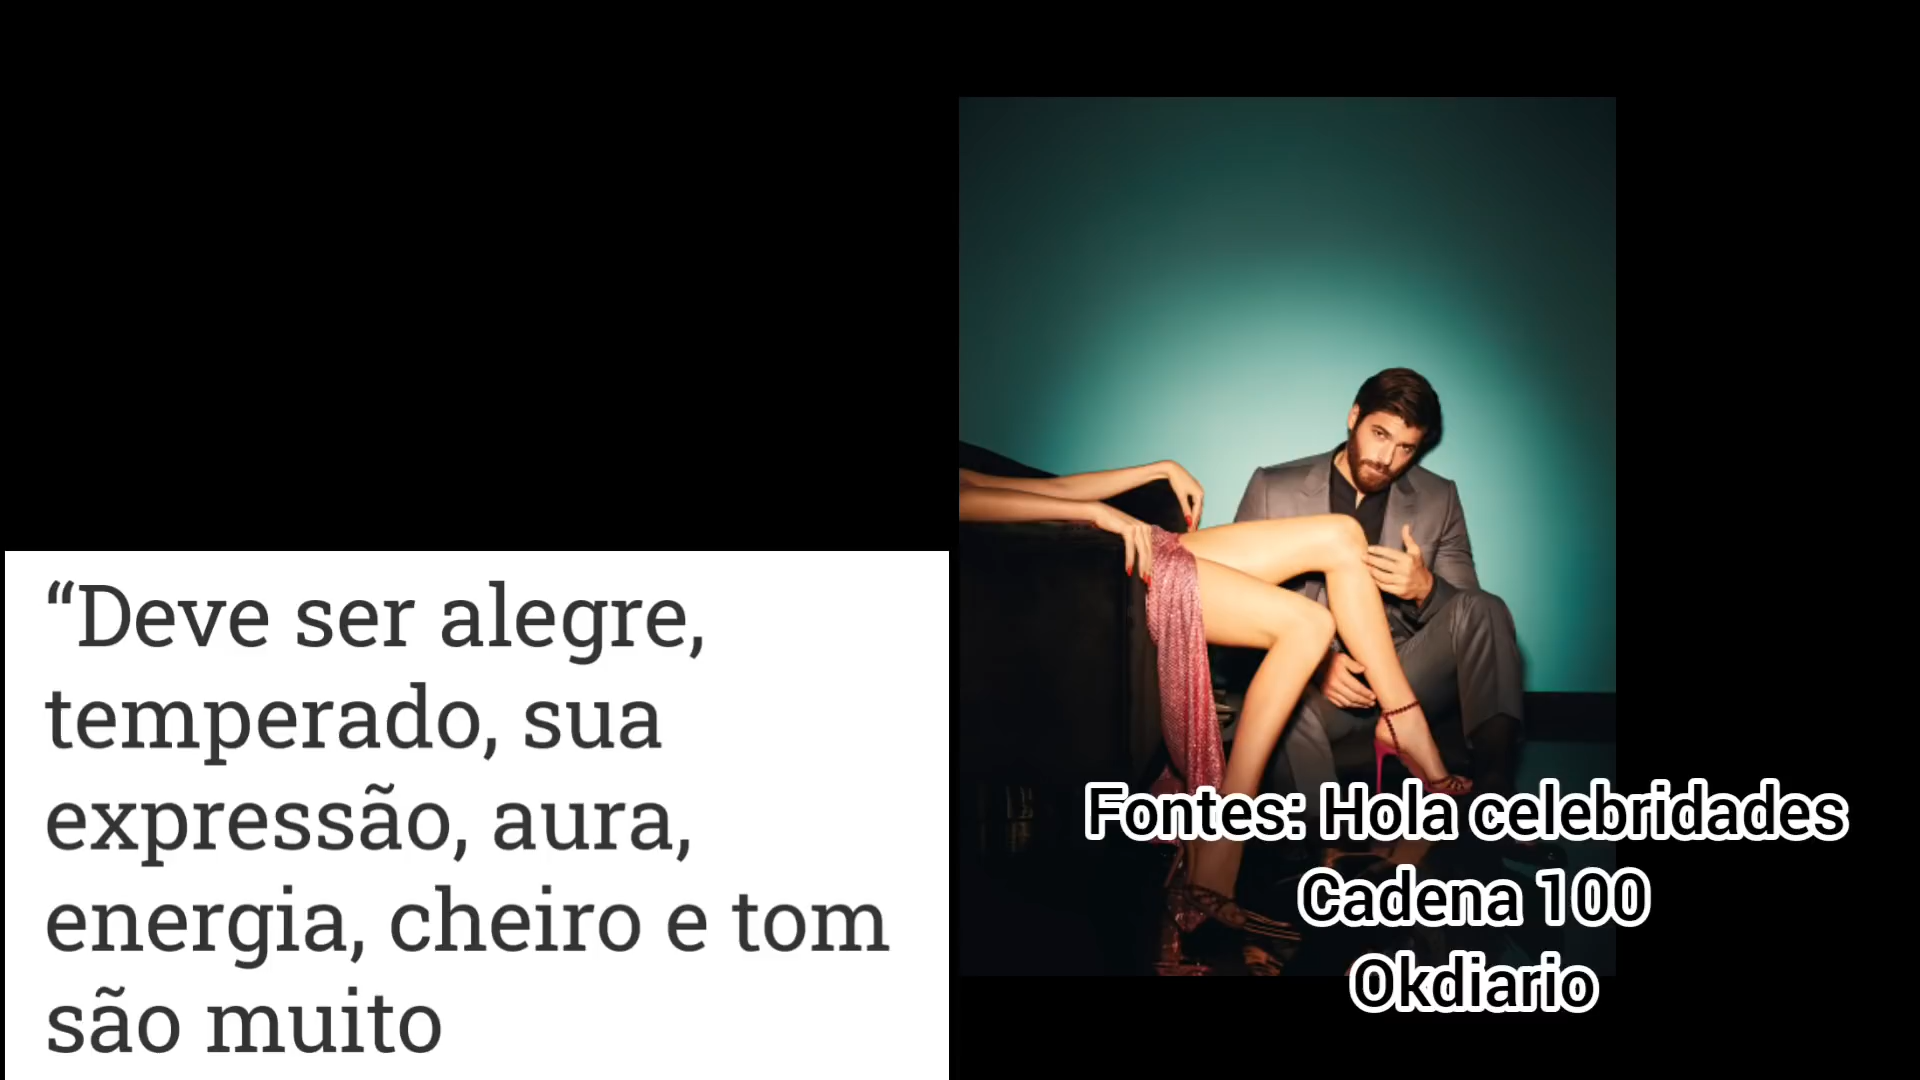 “Deve ser alegre,
temperado, sua
expressão, aura,
energia, cheiro e tom
são muito
Fontes: Hola celebridades
Cadena 100
Okdiario